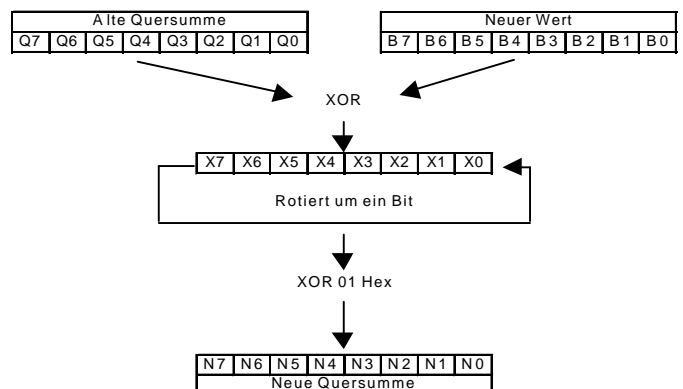 Alte Quersumme
Q7 Q6 Q5 Q4 Q3 Q2 Q1 Q0
Neuer Wert
B7 B6 B5 B4 B3 B2 B1 B0
XOR
X7 X6 X5 X4 X3 X2 X1 X0
Rotiert um ein Bit
XOR 01 Hex
N7 N6 N5 N4 N3 N2 N1 N0
Neue Quersumme